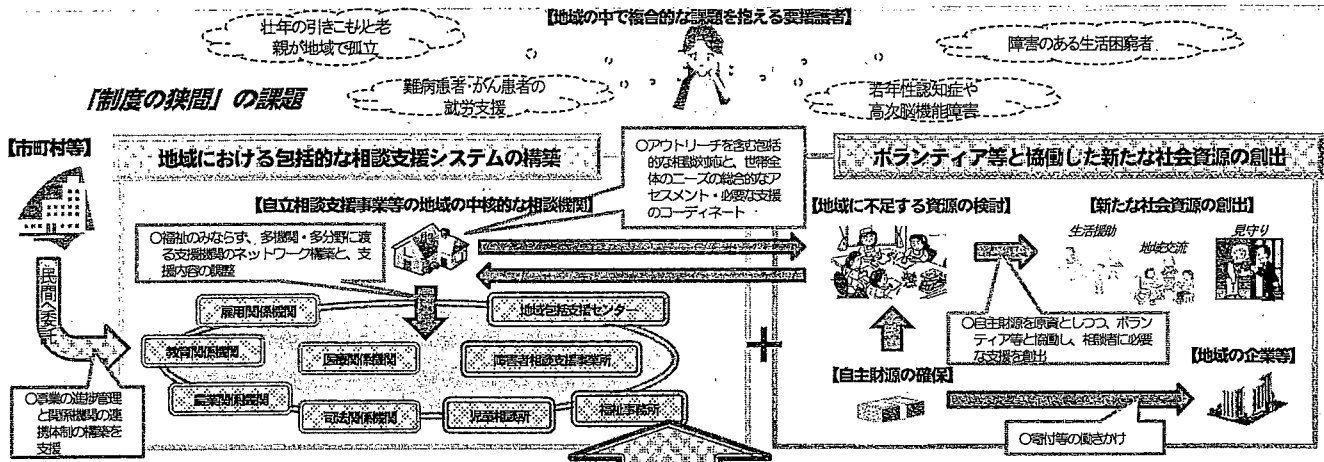 【地域の中で複合的な課題を抱える要援護者】
壮年の引きこもりと老
親が地域で孤立
障害のある生活困窮者
「制度の狭間」の課題
難病患者・がん患者の
就労支援
若年性認知症や
高次脳機能障害
【市町村等】
地域における包括的な相談支援システムの構築
○アウトリーチを含む包括
的な相談対応と、世帯全
体のニーズの総合的なア
セスメント・必要な支援
のコーディネート
ボランティア等と協働した新たな社会資源の創出
【自立相談支援事業等の地域の中核的な相談機関】
○福祉のみならず、多機関・多分野に渡
る支援機関のネットワーク構築と、支
援内容の調整
【地域に不足する資源の検討】
【新たな社会資源の創出】
生活援助
地域交流
見守り
民間へ委託
雇用関係機関
地域包括支援センター
教育関係機関
医療関係機関
障害者相談支援事業所
農業関係機関
司法関係機関
児童相談所
福祉事務所
○事業の進捗管理
と関係機関の連
携体制の構築を
支援
+
○自主財源を原資としつつ、ボラン
ティア等と協働し、相談者に必要
な支援を創出
【自主財源の確保】
【地域の企業等】
○寄付等の働きかけ